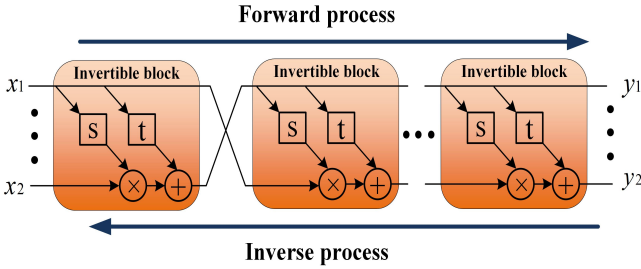 Forward process
Invertible block Invertible block Invertible block
x1 y1
s t s t s t
x2 × + × + × + y2
Inverse process